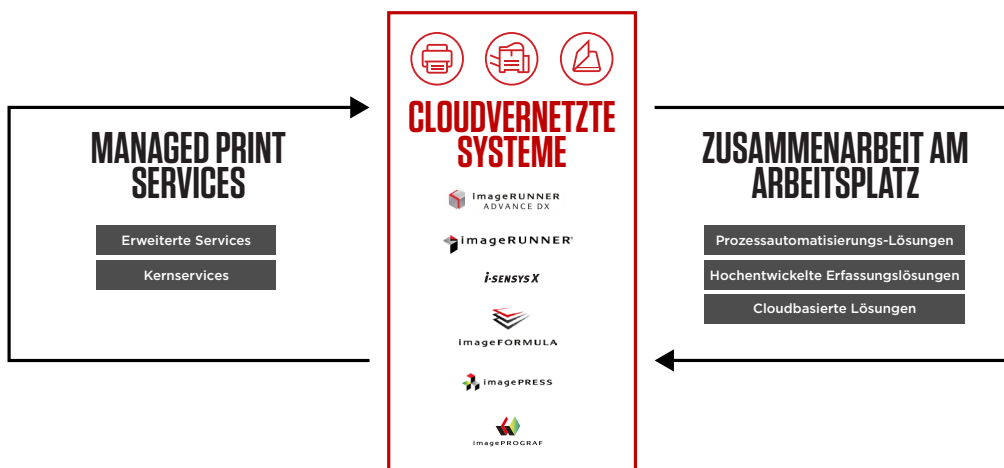 MANAGED PRINT
SERVICES
Erweiterte Services
Kernservices
CLOUDVERNETZTE
SYSTEME
imageRUNNER
ADVANCE DX
imageRUNNER®
i-SENSYS X
imageFORMULA
imagePRESS
imagePROGRAF
ZUSAMMENARBEIT AM
ARBEITSPLATZ
Prozessautomatisierungs-Lösungen
Hochentwickelte Erfassungslösungen
Cloudbasierte Lösungen